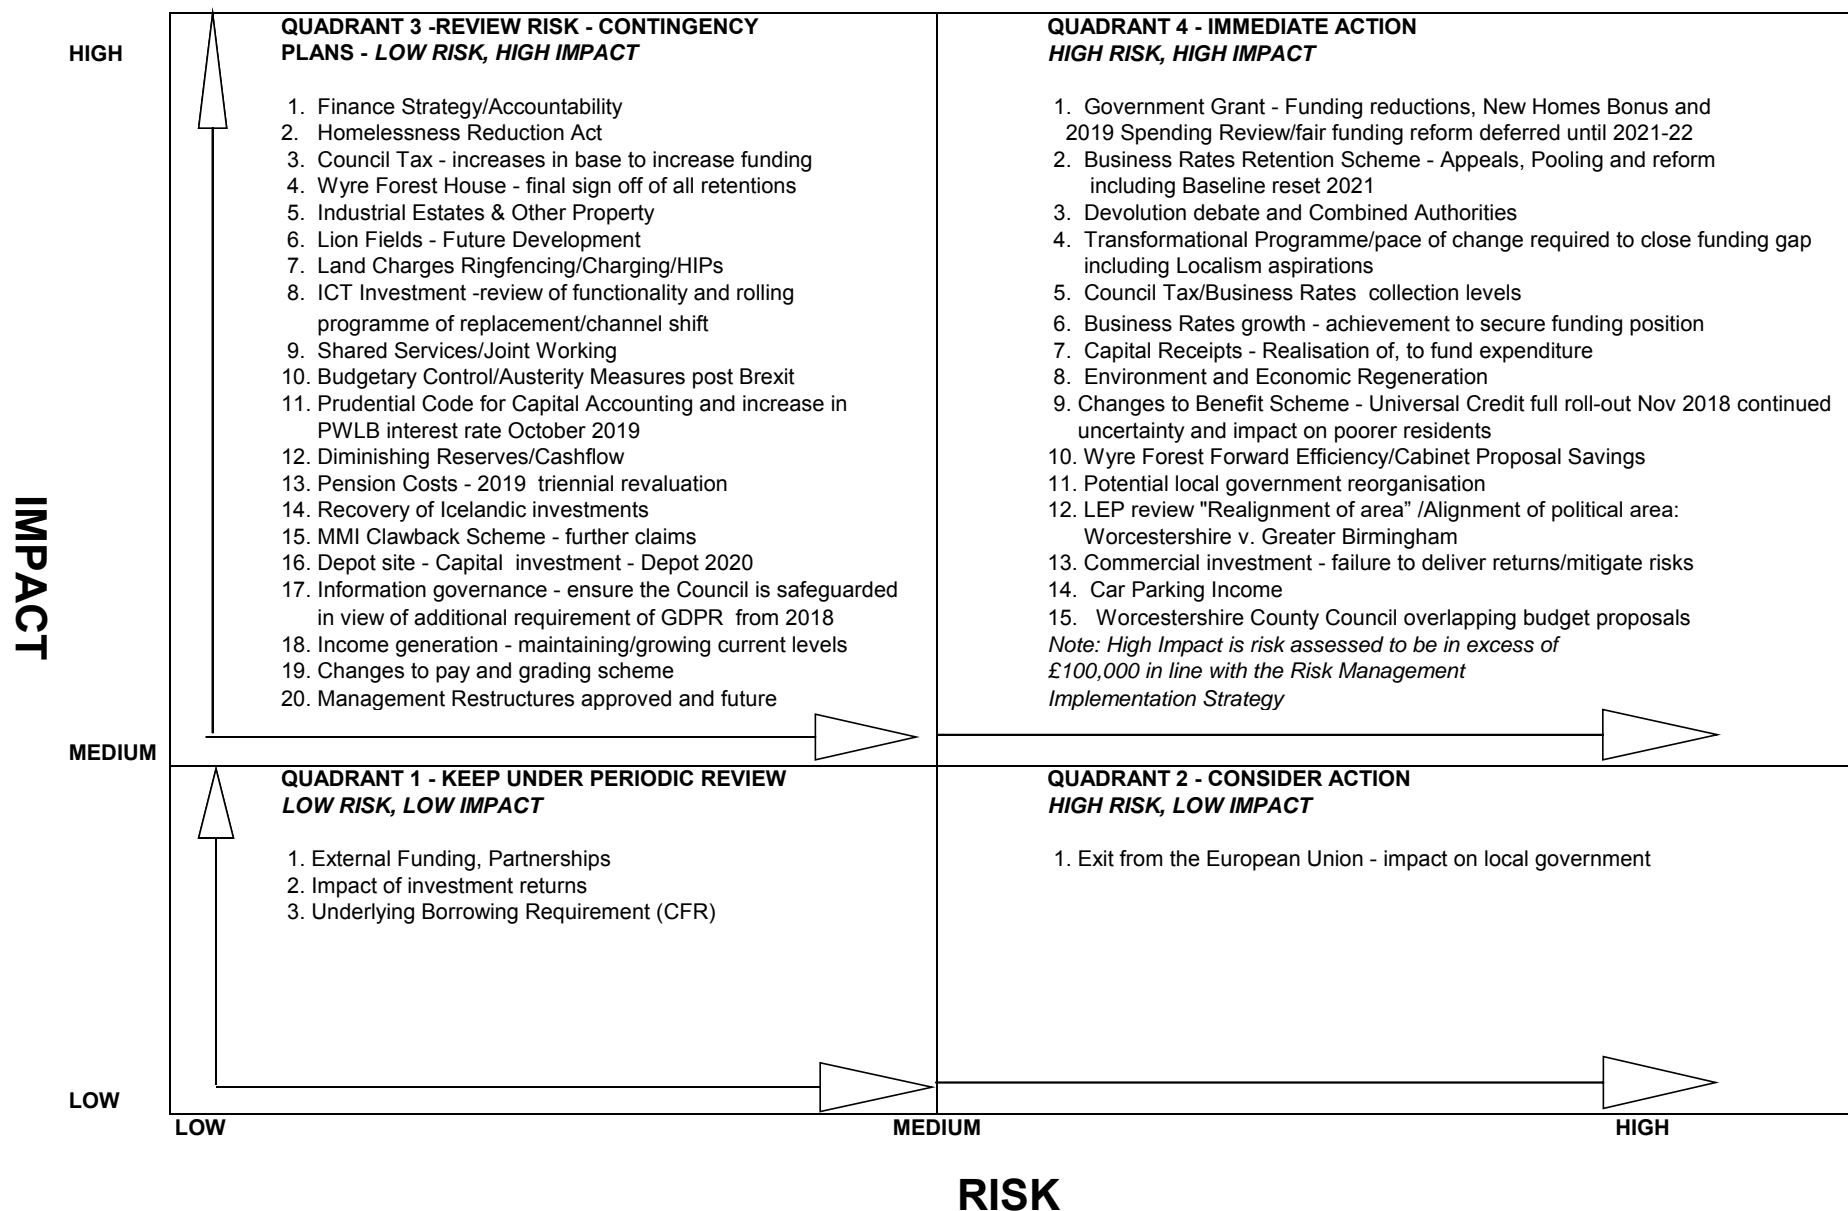 HIGH
QUADRANT 3 -REVIEW RISK - CONTINGENCY
PLANS - LOW RISK, HIGH IMPACT
1. Finance Strategy/Accountability
2. Homelessness Reduction Act
3. Council Tax - increases in base to increase funding
4. Wyre Forest House - final sign off of all retentions
5. Industrial Estates & Other Property
6. Lion Fields - Future Development
7. Land Charges Ringfencing/Charging/HIPs
8. ICT Investment -review of functionality and rolling
programme of replacement/channel shift
9. Shared Services/Joint Working
10. Budgetary Control/Austerity Measures post Brexit
11. Prudential Code for Capital Accounting and increase in
PWLB interest rate October 2019
12. Diminishing Reserves/Cashflow
13. Pension Costs - 2019 triennial revaluation
14. Recovery of Icelandic investments
15. MMI Clawback Scheme - further claims
16. Depot site - Capital investment - Depot 2020
17. Information governance - ensure the Council is safeguarded
in view of additional requirement of GDPR from 2018
18. Income generation - maintaining/growing current levels
19. Changes to pay and grading scheme
20. Management Restructures approved and future
QUADRANT 4 - IMMEDIATE ACTION
HIGH RISK, HIGH IMPACT
1. Government Grant - Funding reductions, New Homes Bonus and
2019 Spending Review/fair funding reform deferred until 2021-22
2. Business Rates Retention Scheme - Appeals, Pooling and reform
including Baseline reset 2021
3. Devolution debate and Combined Authorities
4. Transformational Programme/pace of change required to close funding gap
including Localism aspirations
5. Council Tax/Business Rates collection levels
6. Business Rates growth - achievement to secure funding position
7. Capital Receipts - Realisation of, to fund expenditure
8. Environment and Economic Regeneration
9. Changes to Benefit Scheme - Universal Credit full roll-out Nov 2018 continued
uncertainty and impact on poorer residents
10. Wyre Forest Forward Efficiency/Cabinet Proposal Savings
11. Potential local government reorganisation
12. LEP review "Realignment of area” /Alignment of political area:
Worcestershire v. Greater Birmingham
13. Commercial investment - failure to deliver returns/mitigate risks
14. Car Parking Income
15. Worcestershire County Council overlapping budget proposals
Note: High Impact is risk assessed to be in excess of
£100,000 in line with the Risk Management
Implementation Strategy
IMPACT
MEDIUM
QUADRANT 1 - KEEP UNDER PERIODIC REVIEW
LOW RISK, LOW IMPACT
1. External Funding, Partnerships
2. Impact of investment returns
3. Underlying Borrowing Requirement (CFR)
QUADRANT 2 - CONSIDER ACTION
HIGH RISK, LOW IMPACT
1. Exit from the European Union - impact on local government
LOW
LOW
MEDIUM
HIGH
RISK